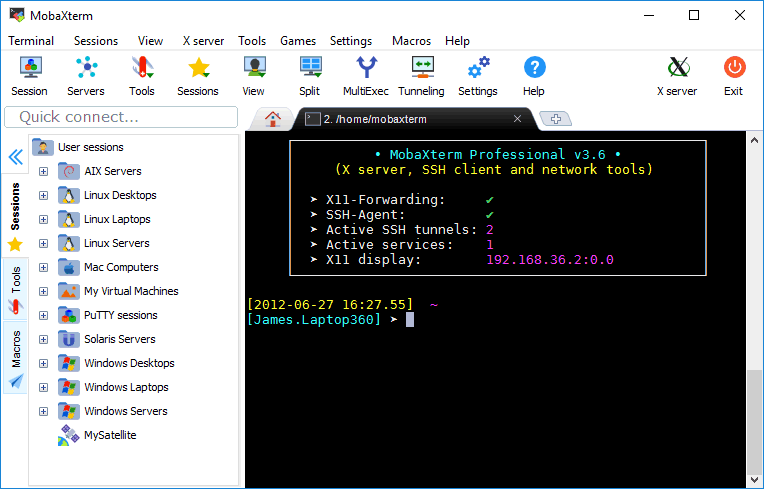 MobaXterm
Terminal Sessions View X server Tools Games Settings Macros Help
Session Servers Tools Sessions View Split MultiExec Tunneling Settings Help X server Exit
Quick connect...
2. /home/mobaxterm
Sessions
Tools
Macros
User sessions
AIX Servers
Linux Desktops
Linux Laptops
Linux Servers
Mac Computers
My Virtual Machines
PuTTY sessions
Solaris Servers
Windows Desktops
Windows Laptops
Windows Servers
MySatellite
• MobaXterm Professional v3.6 •
(X server, SSH client and network tools)
➤ X11-Forwarding: ✔
➤ SSH-Agent: ✔
➤ Active SSH tunnels: 2
➤ Active services: 1
➤ X11 display: 192.168.36.2:0.0
[2012-06-27 16:27.55] ~
[James.Laptop360] ➤